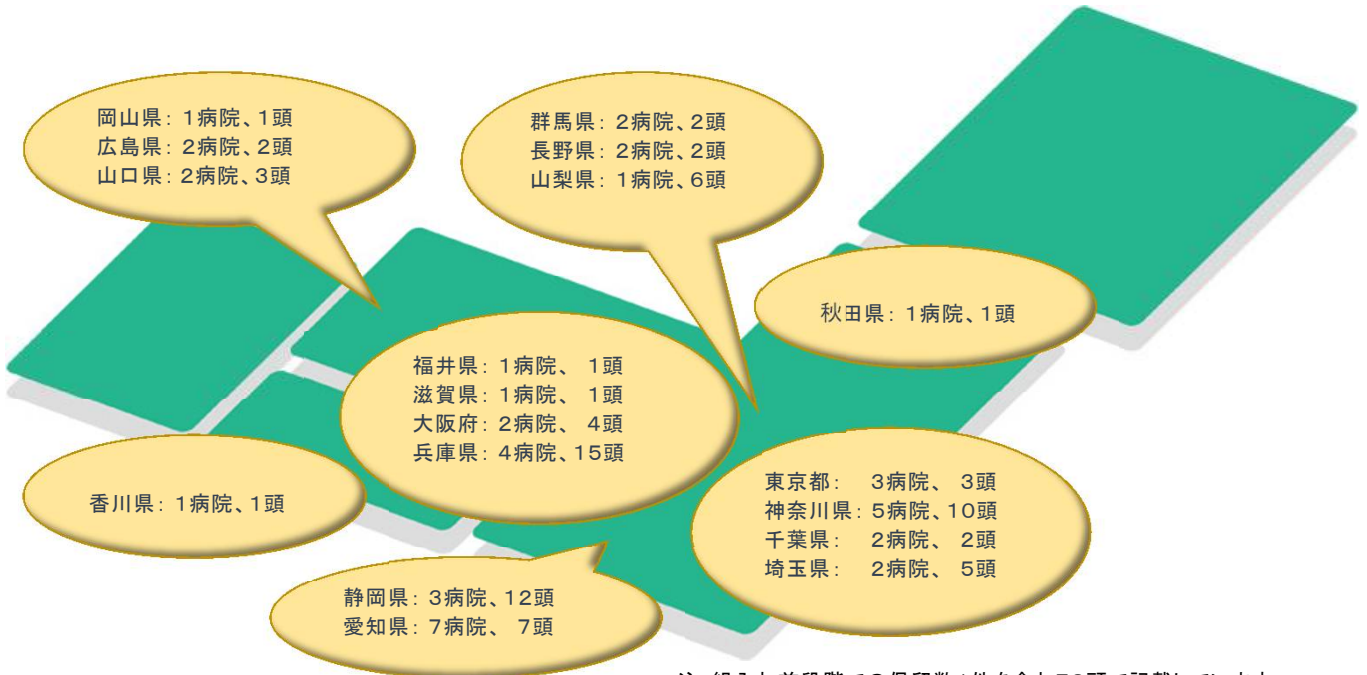 岡山県: 1病院、1頭
広島県: 2病院、2頭
山口県: 2病院、3頭
群馬県: 2病院、2頭
長野県: 2病院、2頭
山梨県: 1病院、6頭
秋田県: 1病院、1頭
福井県: 1病院、 1頭
滋賀県: 1病院、 1頭
大阪府: 2病院、 4頭
兵庫県: 4病院、15頭
香川県: 1病院、1頭
東京都: 3病院、 3頭
神奈川県: 5病院、10頭
千葉県: 2病院、 2頭
埼玉県: 2病院、 5頭
静岡県: 3病院、12頭
愛知県: 7病院、 7頭